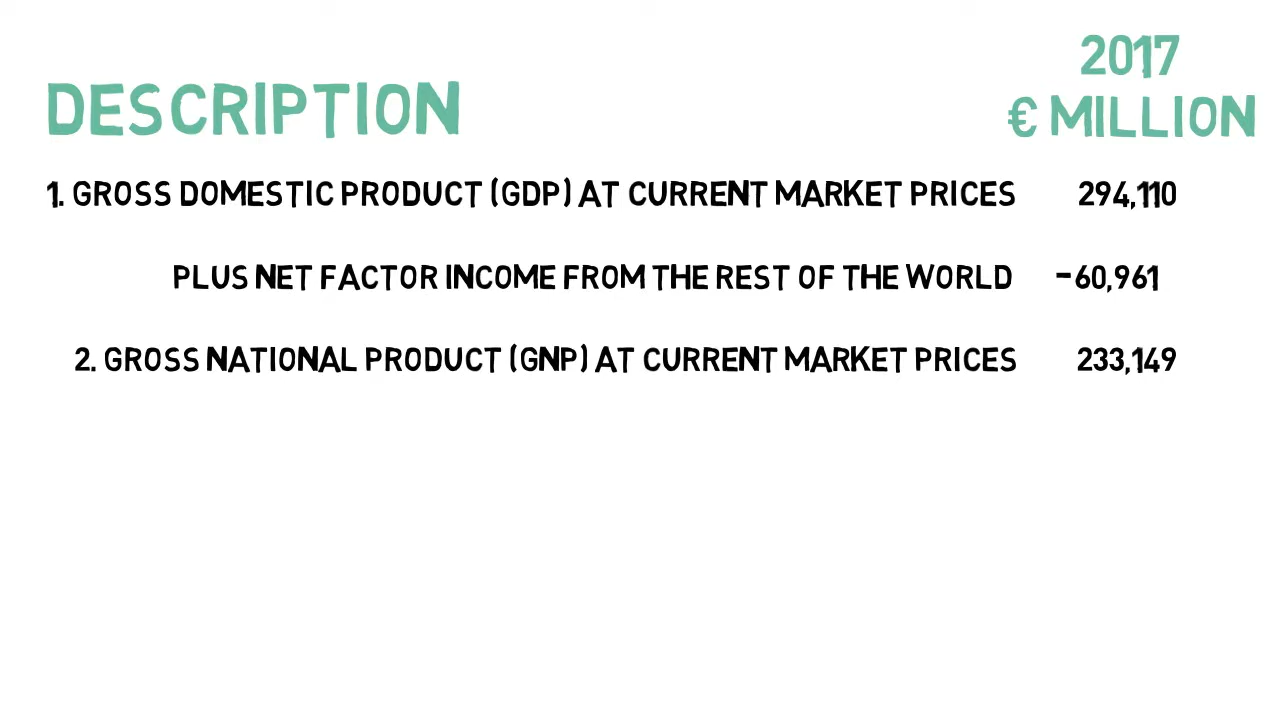 2017
DESCRIPTION € MILLION
1. GROSS DOMESTIC PRODUCT (GDP) AT CURRENT MARKET PRICES 294,110
PLUS NET FACTOR INCOME FROM THE REST OF THE WORLD -60,961
2. GROSS NATIONAL PRODUCT (GNP) AT CURRENT MARKET PRICES 233,149